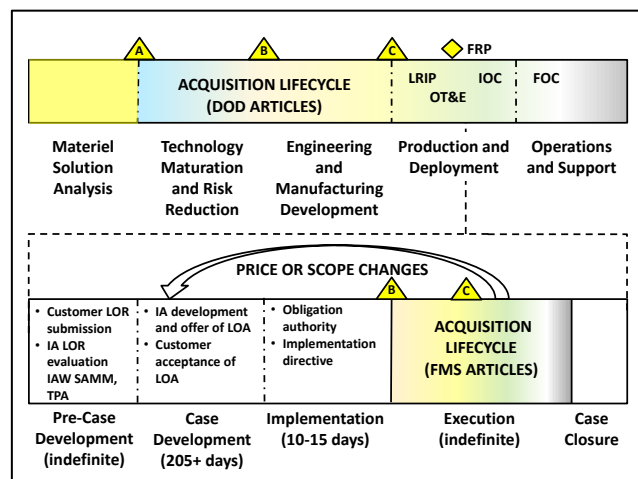 A
B
C
FRP
ACQUISITION LIFECYCLE
(DOD ARTICLES)
LRIP
IOC
OT&E
FOC
Materiel
Solution
Analysis
Technology
Maturation
and Risk
Reduction
Engineering
and
Manufacturing
Development
Production and
Deployment
Operations
and Support
PRICE OR SCOPE CHANGES
B
C
• Customer LOR
submission
• IA LOR
evaluation
IAW SAMM,
TPA
• IA development
and offer of LOA
• Customer
acceptance of
LOA
• Obligation
authority
• Implementation
directive
ACQUISITION
LIFECYCLE
(FMS ARTICLES)
Pre-Case
Development
(indefinite)
Case
Development
(205+ days)
Implementation
(10-15 days)
Execution
(indefinite)
Case
Closure